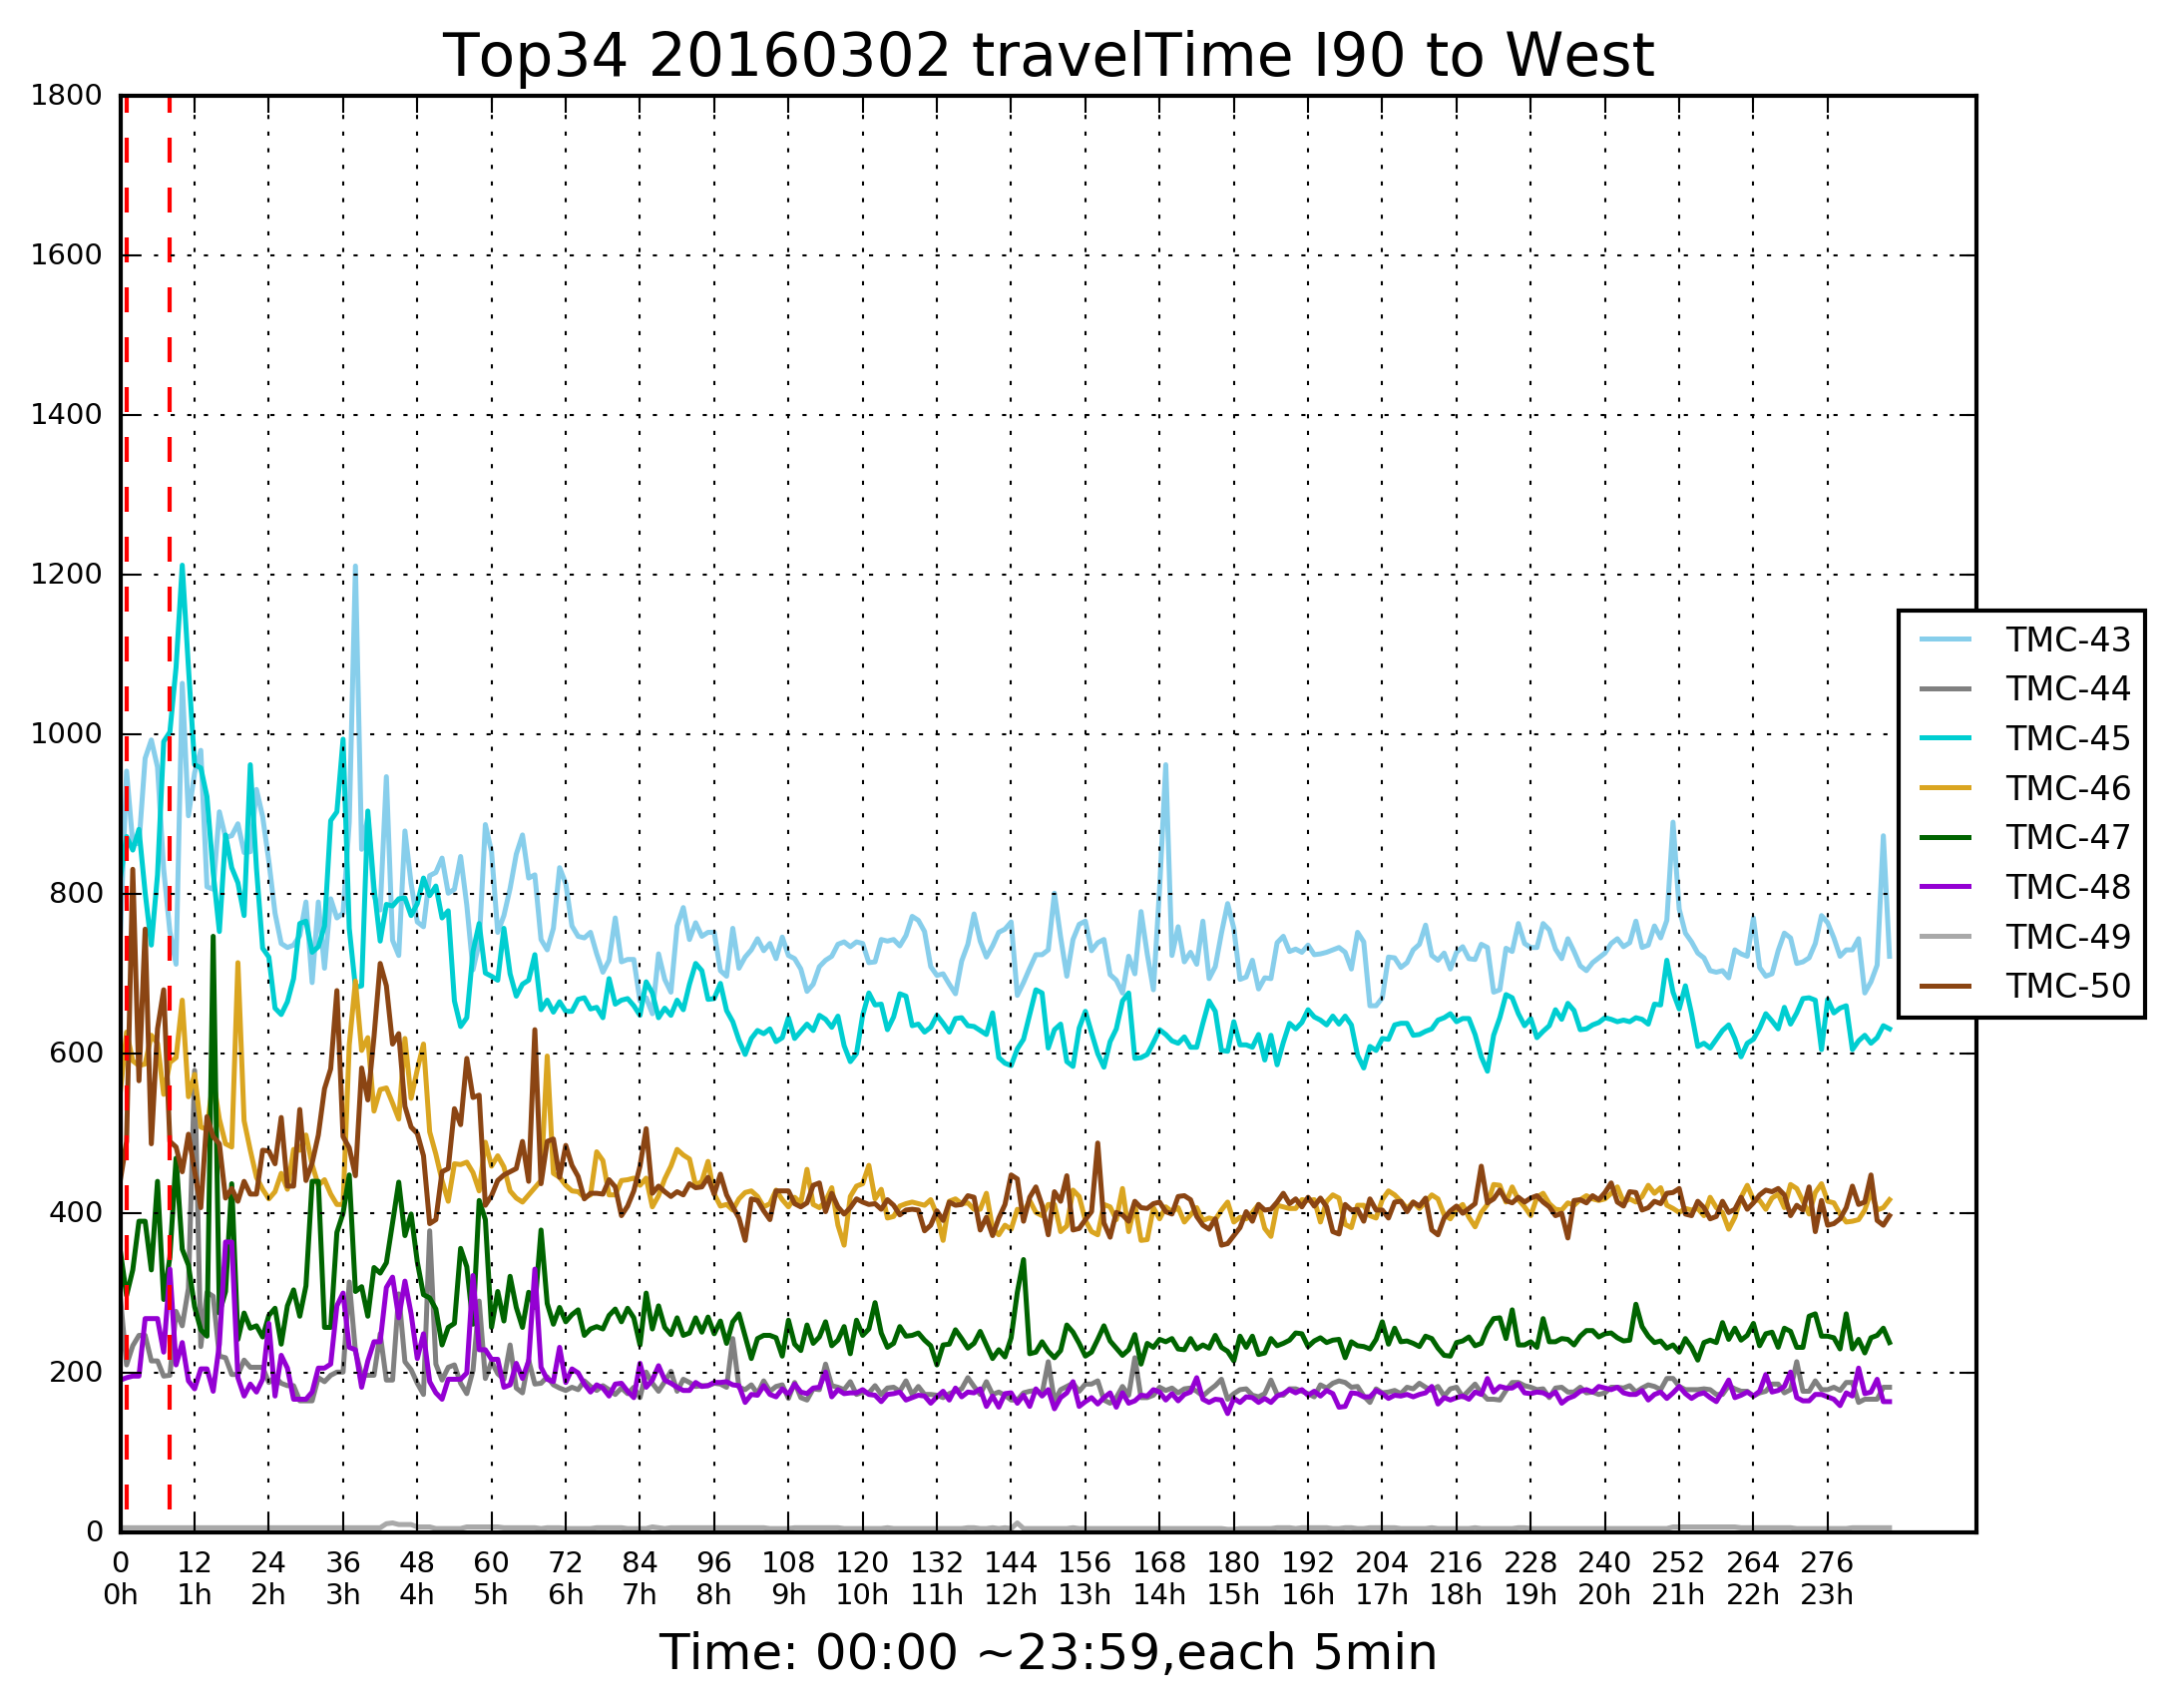 Top34 20160302 travelTime I90 to West
1800
1600
1400
1200
1000
800
600
400
200
0
TMC-43
TMC-44
TMC-45
TMC-46
TMC-47
TMC-48
TMC-49
TMC-50
0 12 24 36 48 60 72 84 96 108 120 132 144 156 168 180 192 204 216 228 240 252 264 276
0h 1h 2h 3h 4h 5h 6h 7h 8h 9h 10h 11h 12h 13h 14h 15h 16h 17h 18h 19h 20h 21h 22h 23h
Time: 00:00 ~23:59,each 5min